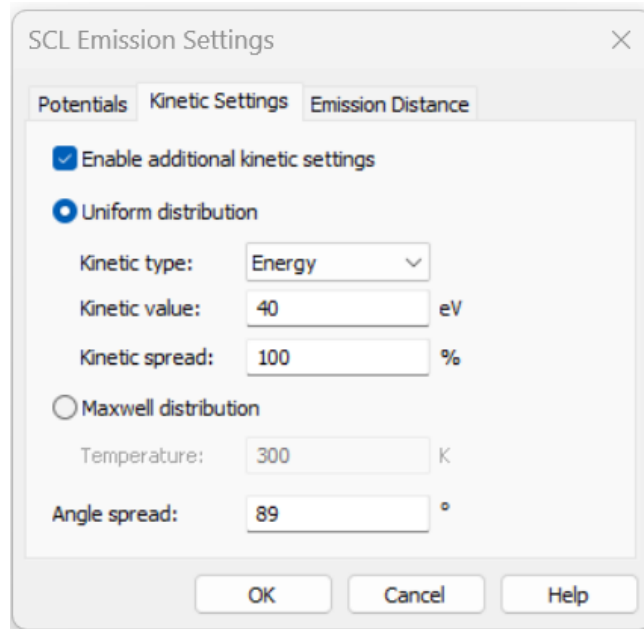 SCL Emission Settings
Potentials Kinetic Settings Emission Distance
Enable additional kinetic settings
Uniform distribution
Kinetic type: Energy
Kinetic value: 40 eV
Kinetic spread: 100 %
Maxwell distribution
Temperature: 300 K
Angle spread: 89 °
OK Cancel Help